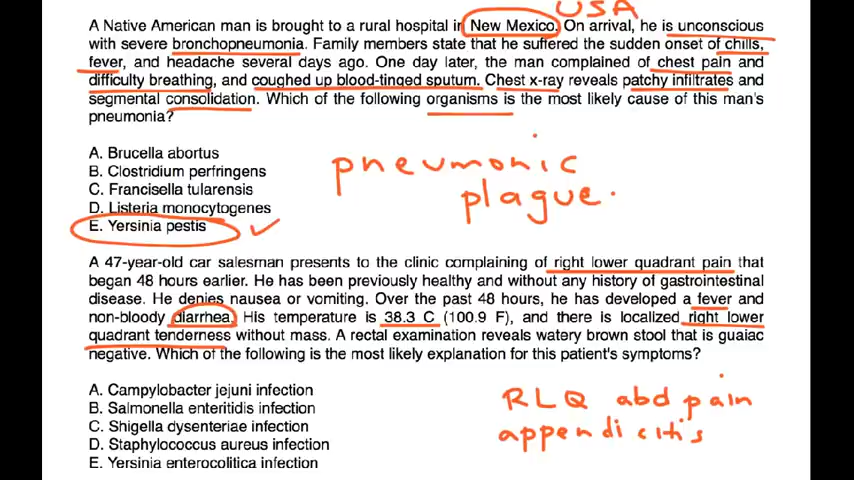 USA
A Native American man is brought to a rural hospital in New Mexico. On arrival, he is unconscious
with severe bronchopneumonia. Family members state that he suffered the sudden onset of chills,
fever, and headache several days ago. One day later, the man complained of chest pain and
difficulty breathing, and coughed up blood-tinged sputum. Chest x-ray reveals patchy infiltrates and
segmental consolidation. Which of the following organisms is the most likely cause of this man's
pneumonia?
A. Brucella abortus
B. Clostridium perfringens
C. Francisella tularensis
D. Listeria monocytogenes
E. Yersinia pestis
pneumonic
plague.
A 47-year-old car salesman presents to the clinic complaining of right lower quadrant pain that
began 48 hours earlier. He has been previously healthy and without any history of gastrointestinal
disease. He denies nausea or vomiting. Over the past 48 hours, he has developed a fever and
non-bloody diarrhea. His temperature is 38.3 C (100.9 F), and there is localized right lower
quadrant tenderness without mass. A rectal examination reveals watery brown stool that is guaiac
negative. Which of the following is the most likely explanation for this patient's symptoms?
A. Campylobacter jejuni infection
B. Salmonella enteritidis infection
C. Shigella dysenteriae infection
D. Staphylococcus aureus infection
E. Yersinia enterocolitica infection
RLQ abd pain
appendicitis